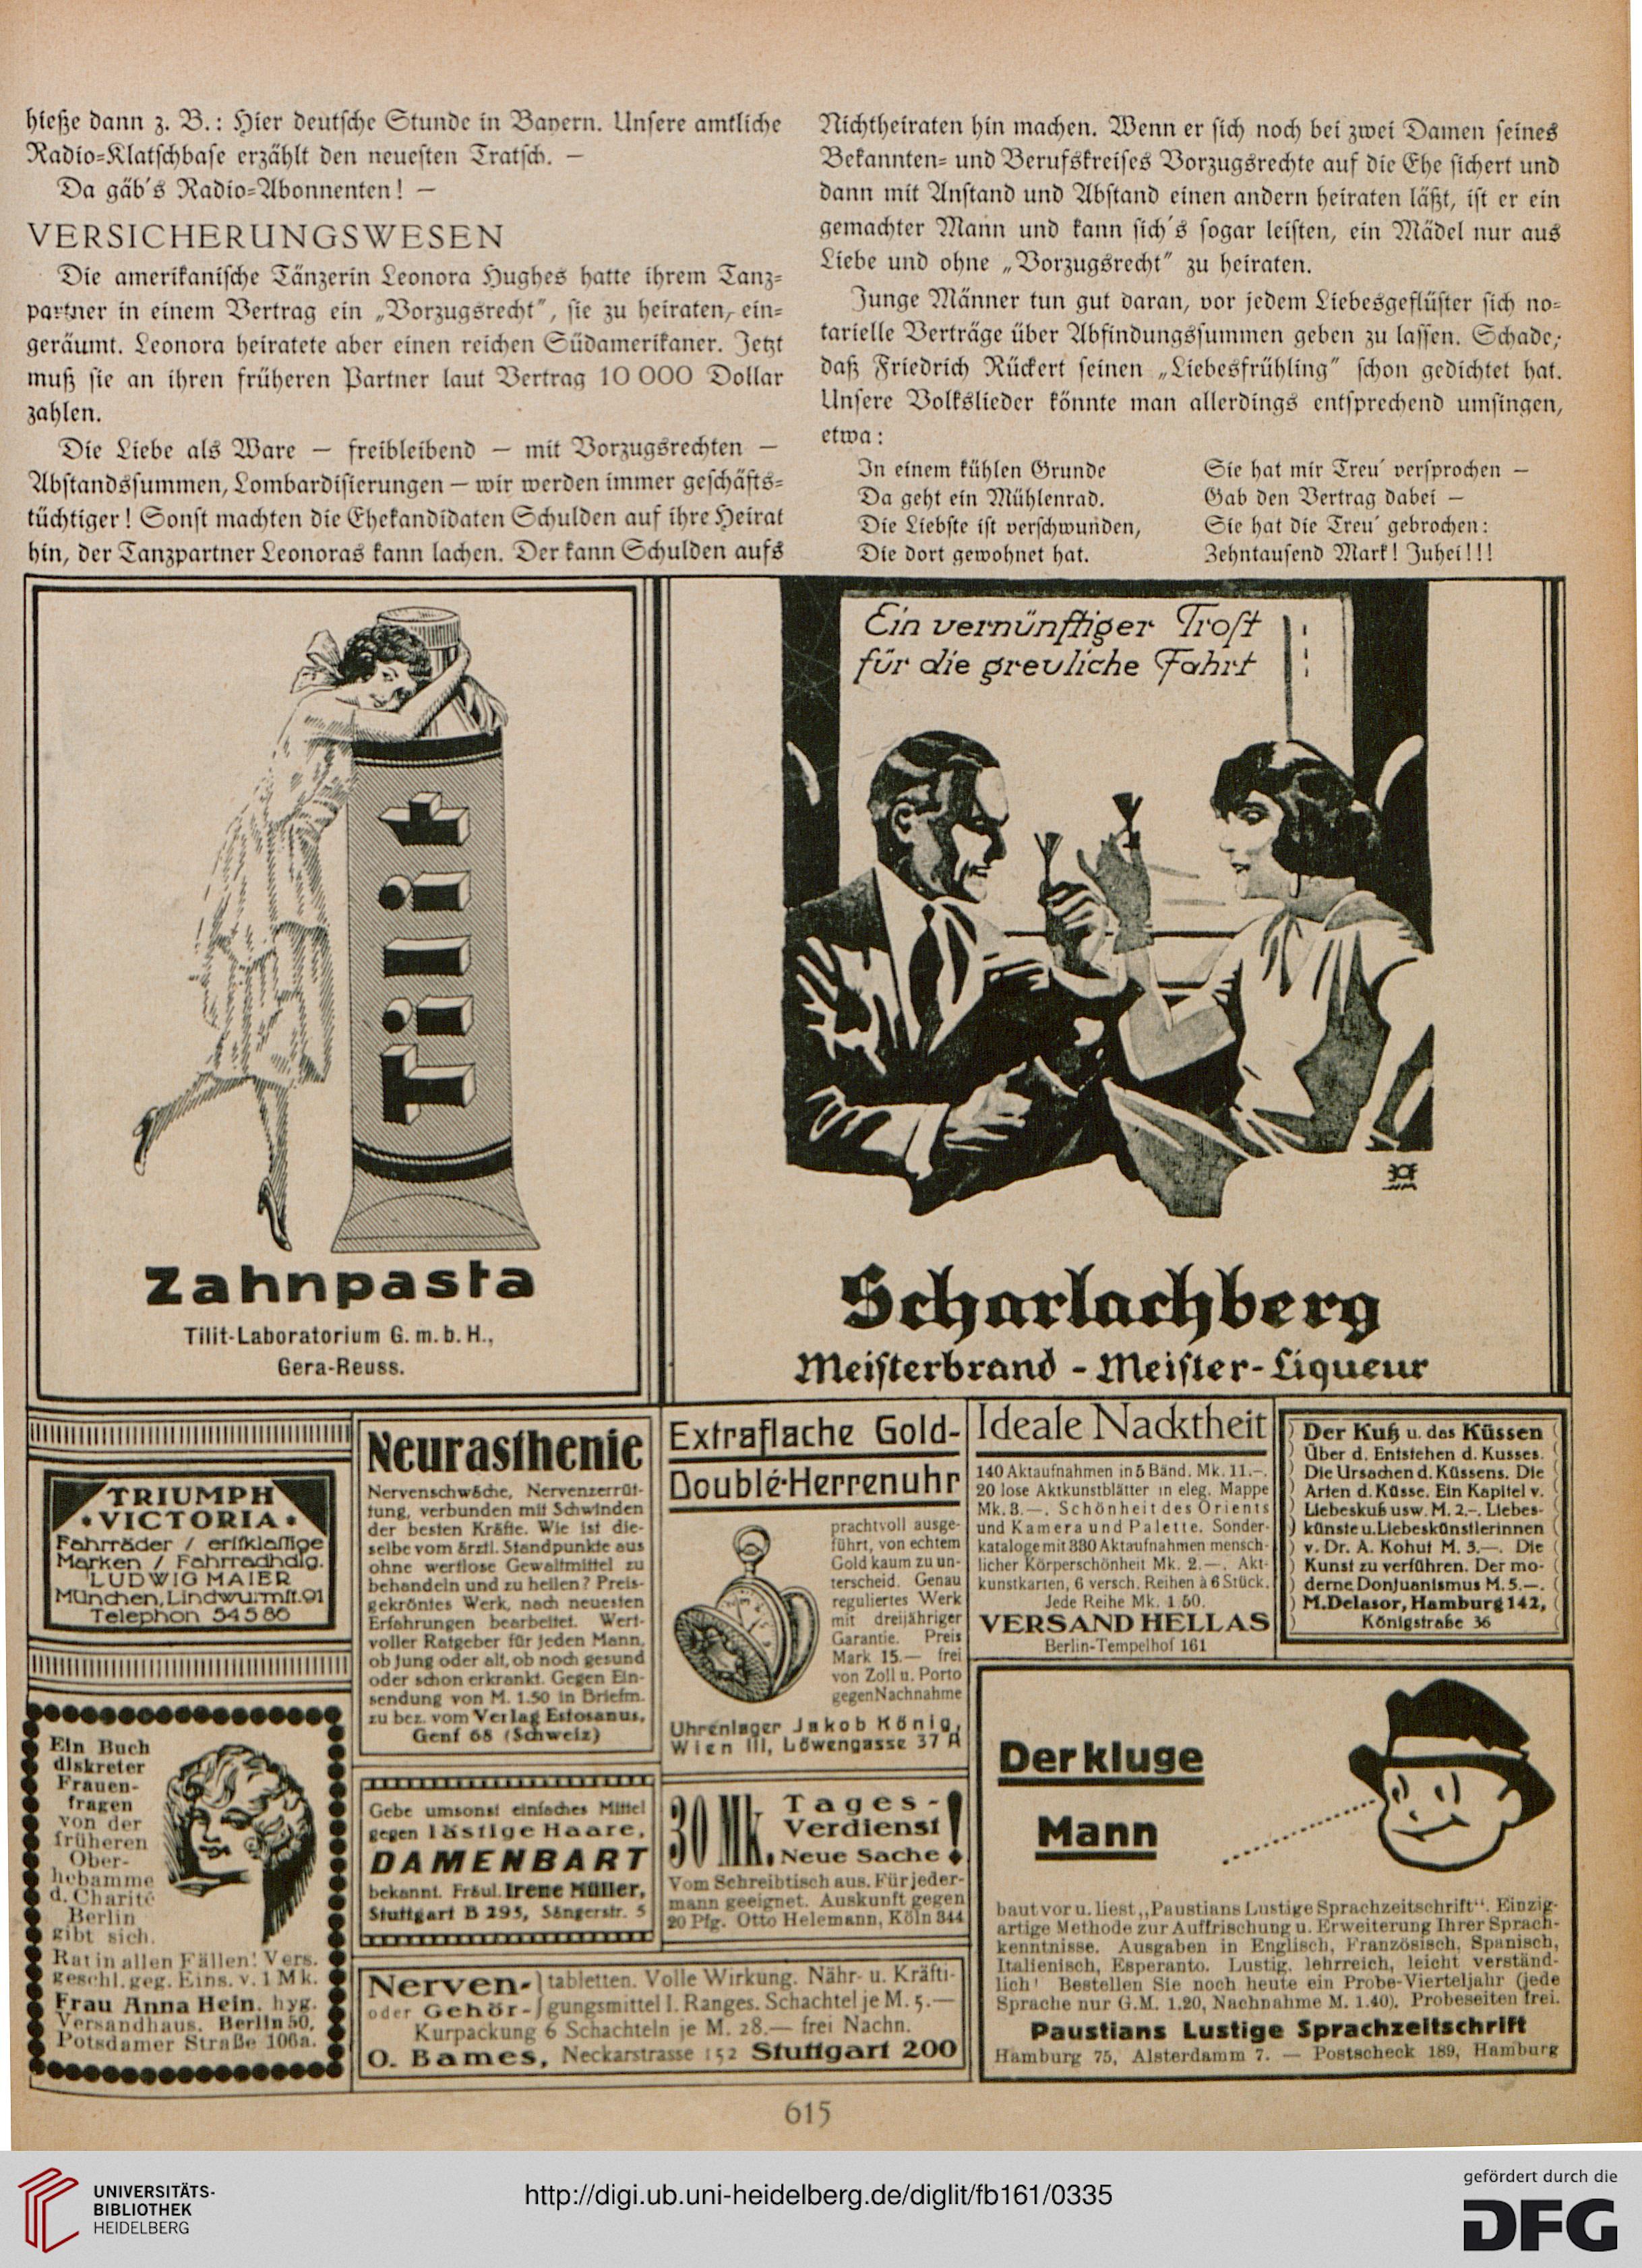 hieße dann z. B.: Hier deutsche Stunde in Bayern. Unsere amtliche
Radio-Klatschbase erzählt den neuesten Tratsch. —
Da gäb's Radio-Abonnenten! —
VERSICHERUNGSWESEN
Die amerikanische Tänzerin Leonora Hughes hatte ihrem Tanz-
partner in einem Vertrag ein „Vorzugsrecht", sie zu heiraten, ein-
geräumt. Leonora heiratete aber einen reichen Südamerikaner. Jetzt
muß sie an ihren früheren Partner laut Vertrag 10 000 Dollar
zahlen.
Die Liebe als Ware — freibleibend — mit Vorzugsrechten —
Abstandssummen, Lombardisierungen — wir werden immer geschäfts-
tüchtiger! Sonst machten die Ehekandidaten Schulden auf ihre Heirat
hin, der Tanzpartner Leonoras kann lachen. Der kann Schulden aufs
Nichtheiraten hin machen. Wenn er sich noch bei zwei Damen seines
Bekannten- und Berufskreises Vorzugsrechte auf die Ehe sichert und
dann mit Anstand und Abstand einen andern heiraten läßt, ist er ein
gemachter Mann und kann sich's sogar leisten, ein Mädel nur aus
Liebe und ohne „Vorzugsrecht" zu heiraten.
Junge Männer tun gut daran, vor jedem Liebesgeflüster sich no-
tarielle Verträge über Abfindungssummen geben zu lassen. Schade,
daß Friedrich Rückert seinen „Liebesfrühling" schon gedichtet hat.
Unsere Volkslieder könnte man allerdings entsprechend umsingen,
etwa:
In einem kühlen Grunde
Da geht ein Mühlenrad.
Die Liebste ist verschwunden,
Die dort gewohnet hat.
Sie hat mir Treu' versprochen —
Gab den Vertrag dabei —
Sie hat die Treu' gebrochen:
Zehntausend Mark! Juhei!!!
Tilit
Zahnpasta
Tilit-Laboratorium G. m. b. H.,
Gera-Reuss.
Ein vernünftiger Trost
für die greuliche Fahrt
Scharlachberg
Meisterbrand - Meister-Liqueur
TRIUMPH
• VICTORIA •
Fahrräder / erstklassige
Marken / Fahrradhdlg.
LUDWIG MAIER
München, Lindwurmst. 91
Telephon 54586
Ein Buch
diskreter
Frauen-
fragen
von der
früheren
Ober-
hebamme
d. Charité
Berlin
gibt sich.
Rat in allen Fällen! Vers.
geschl. geg. Eins. v. 1 Mk.
Frau Anna Hein, hyg.
Versandhaus, Berlin 50,
Potsdamer Straße 106a.
Neurasthenie
Nervenschwäche, Nervenzerrüt-
tung, verbunden mit Schwinden
der besten Kräfte. Wie ist die-
selbe vom ärztl. Standpunkte aus
ohne wertlose Gewaltmittel zu
behandeln und zu heilen? Preis-
gekröntes Werk, nach neuesten
Erfahrungen bearbeitet. Wert-
voller Ratgeber für jeden Mann,
ob jung oder alt, ob noch gesund
oder schon erkrankt. Gegen Ein-
sendung von M. 1.50 in Briefm.
zu bez. vom Verlag Estosanus,
Genf 68 (Schweiz)
Gebe umsonst einfaches Mittel
gegen lästige Haare,
DAMENBART
bekannt. Fräul. Irene Müller,
Stuttgart B 295, Sängerstr. 5
Extraflache Gold-
Doublé-Herrenuhr
prachtvoll ausge-
führt, von echtem
Gold kaum zu un-
terscheid. Genau
reguliertes Werk
mit dreijähriger
Garantie. Preis
Mark 15.— frei
von Zoll u. Porto
gegen Nachnahme
Uhrenlager Jakob König,
Wien III, Löwengasse 37 A
30 Mk. Tages-
Verdienst!
Neue Sache
Vom Schreibtisch aus. Für jeder-
mann geeignet. Auskunft gegen
20 Pfg. Otto Helemann, Köln 344
Nerven- tabletten. Volle Wirkung. Nähr- u. Kräfti-
oder Gehör- gungsmittel I. Ranges. Schachtel je M. 5.—
Kurpackung 6 Schachteln je M. 28.— frei Nachn.
O. Bames, Neckarstrasse 152 Stuttgart 200
Ideale Nacktheit
140 Aktaufnahmen in 5 Bänd. Mk. 11.—.
20 lose Aktkunstblätter in eleg. Mappe
Mk. 3.—. Schönheit des Orients
und Kamera und Palette. Sonder-
kataloge mit 330 Aktaufnahmen mensch-
licher Körperschönheit Mk. 2.—. Akt-
kunstkarten, 6 versch. Reihen à 6 Stück.
Jede Reihe Mk. 1.50.
VERSAND HELLAS
Berlin-Tempelhof 161
Der Kuß u. das Küssen
Über d. Entstehen d. Kusses.
Die Ursachen d. Küssens. Die
Arten d. Küsse. Ein Kapitel v.
Liebeskuß usw. M. 2.-. Liebes-
künste u. Liebeskünstlerinnen
v. Dr. A. Kohut M. 3.—. Die
Kunst zu verführen. Der mo-
derne Donjuanismus M. 5.—.
M. Delasor, Hamburg 142,
Königstraße 36
Der kluge
Mann
baut vor u. liest „Paustians Lustige Sprachzeitschrift". Einzig-
artige Methode zur Auffrischung u. Erweiterung Ihrer Sprach-
kenntnisse. Ausgaben in Englisch, Französisch, Spanisch,
Italienisch, Esperanto. Lustig, lehrreich, leicht verständ-
lich! Bestellen Sie noch heute ein Probe-Vierteljahr (jede
Sprache nur G.M. 1.20, Nachnahme M. 1.40). Probeseiten frei.
Paustians Lustige Sprachzeitschrift
Hamburg 75, Alsterdamm 7. — Postscheck 189, Hamburg
615
UNIVERSITÄTS-
BIBLIOTHEK
HEIDELBERG
http://digi.ub.uni-heidelberg.de/diglit/fb161/0335
gefördert durch die
DFG